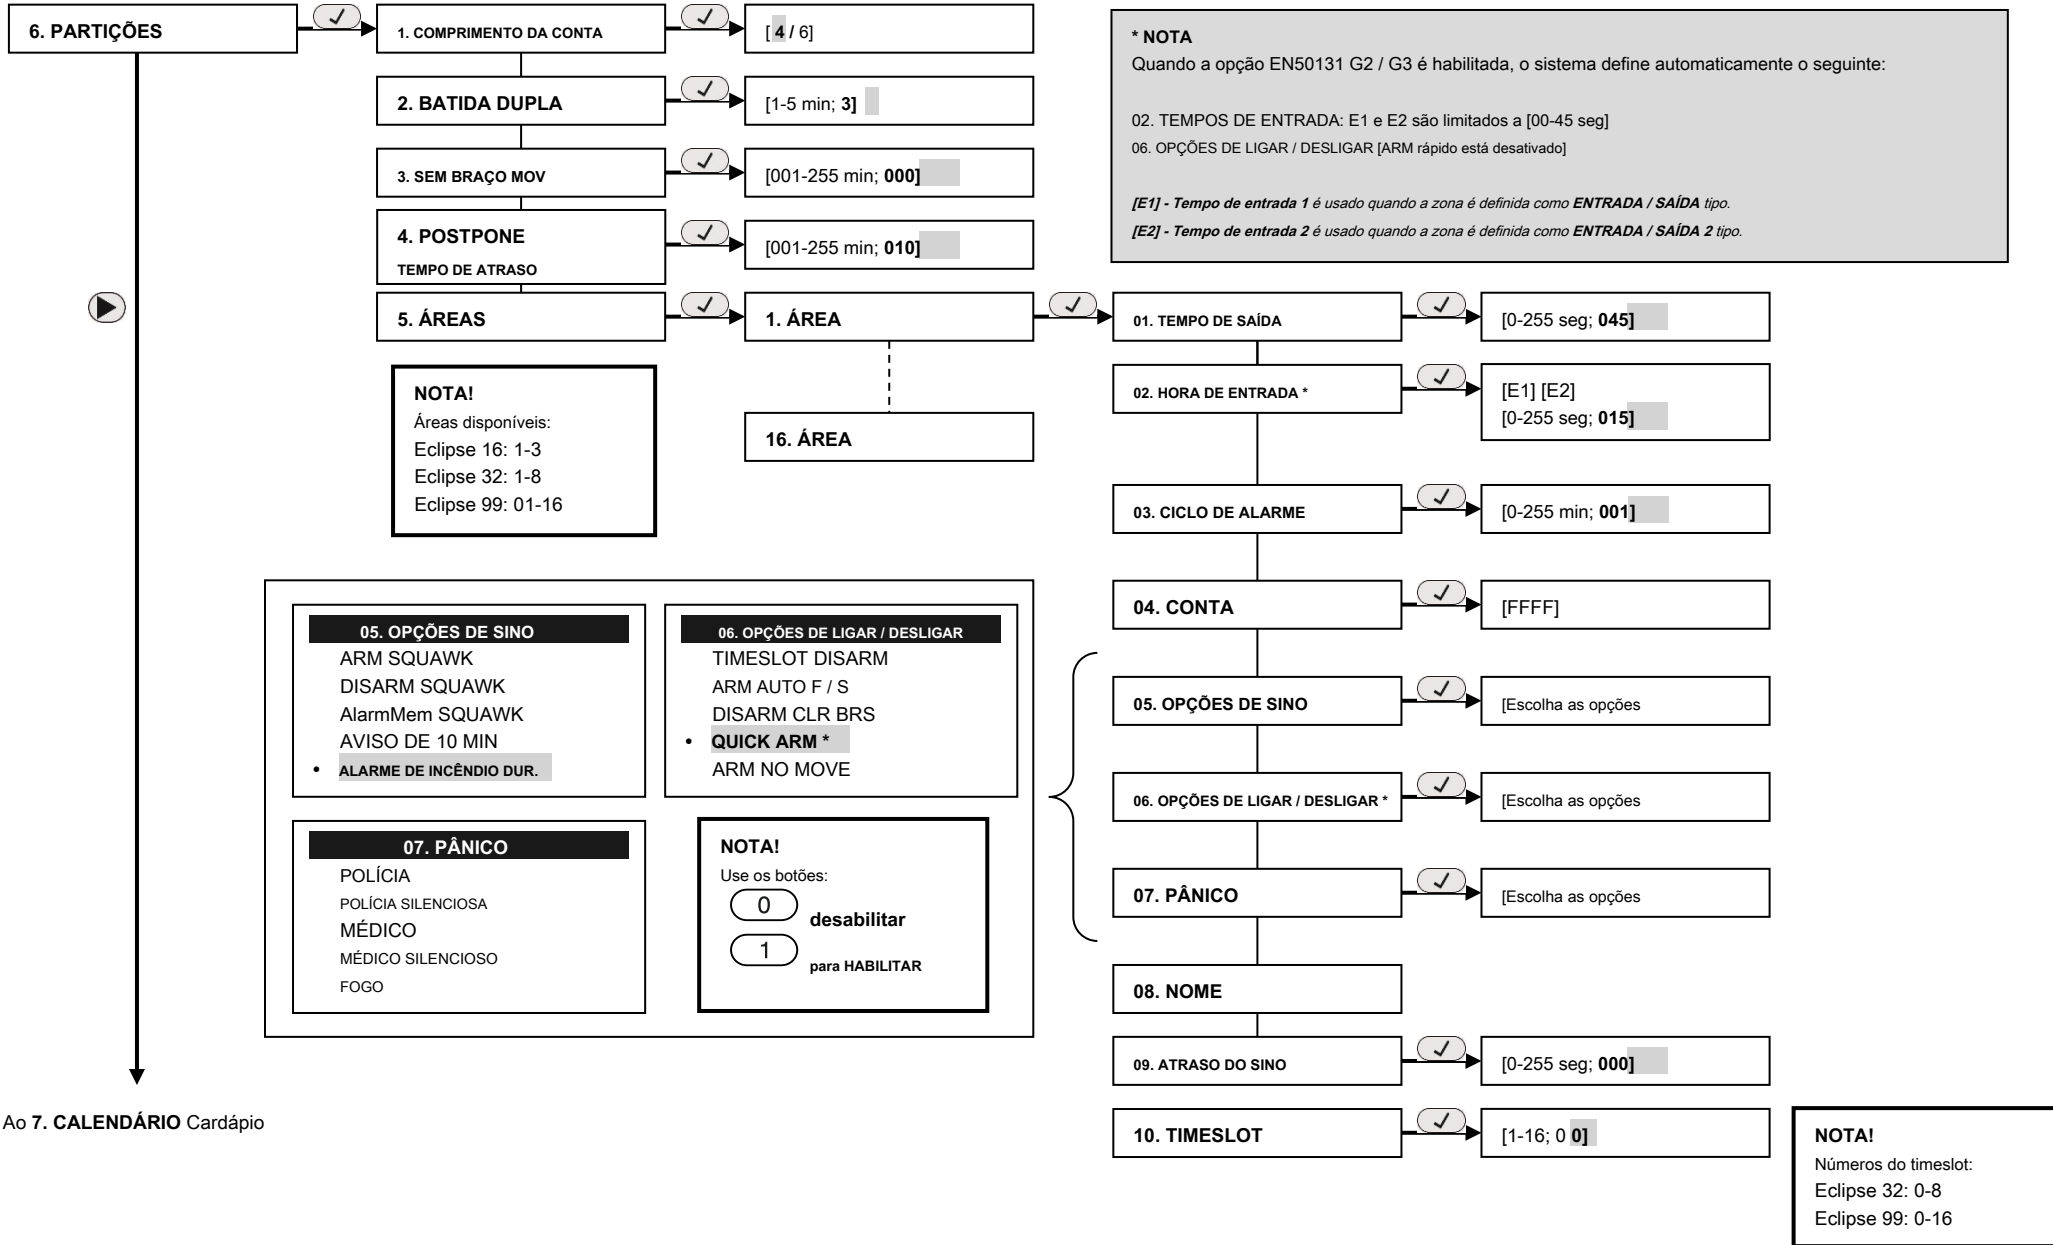 6. PARTIÇÕES
1. COMPRIMENTO DA CONTA
[ 4 / 6]
2. BATIDA DUPLA
[1-5 min; 3]
3. SEM BRAÇO MOV
[001-255 min; 000]
4. POSTPONE
TEMPO DE ATRASO
[001-255 min; 010]
5. ÁREAS
1. ÁREA
16. ÁREA
* NOTA
Quando a opção EN50131 G2 / G3 é habilitada, o sistema define automaticamente o seguinte:
02. TEMPOS DE ENTRADA: E1 e E2 são limitados a [00-45 seg]
06. OPÇÕES DE LIGAR / DESLIGAR [ARM rápido está desativado]
[E1] - Tempo de entrada 1 é usado quando a zona é definida como ENTRADA / SAÍDA tipo.
[E2] - Tempo de entrada 2 é usado quando a zona é definida como ENTRADA / SAÍDA 2 tipo.
NOTA!
Áreas disponíveis:
Eclipse 16: 1-3
Eclipse 32: 1-8
Eclipse 99: 01-16
01. TEMPO DE SAÍDA
[0-255 seg; 045]
02. HORA DE ENTRADA *
[E1] [E2]
[0-255 seg; 015]
03. CICLO DE ALARME
[0-255 min; 001]
04. CONTA
[FFFF]
05. OPÇÕES DE SINO
[Escolha as opções
06. OPÇÕES DE LIGAR / DESLIGAR *
[Escolha as opções
07. PÂNICO
[Escolha as opções
08. NOME
09. ATRASO DO SINO
[0-255 seg; 000]
10. TIMESLOT
[1-16; 0 0]
05. OPÇÕES DE SINO
ARM SQUAWK
DISARM SQUAWK
AlarmMem SQUAWK
AVISO DE 10 MIN
• ALARME DE INCÊNDIO DUR.
06. OPÇÕES DE LIGAR / DESLIGAR
TIMESLOT DISARM
ARM AUTO F / S
DISARM CLR BRS
• QUICK ARM *
ARM NO MOVE
07. PÂNICO
POLÍCIA
POLÍCIA SILENCIOSA
MÉDICO
MÉDICO SILENCIOSO
FOGO
NOTA!
Use os botões:
0 desabilitar
1 para HABILITAR
Ao 7. CALENDÁRIO Cardápio
NOTA!
Números do timeslot:
Eclipse 32: 0-8
Eclipse 99: 0-16